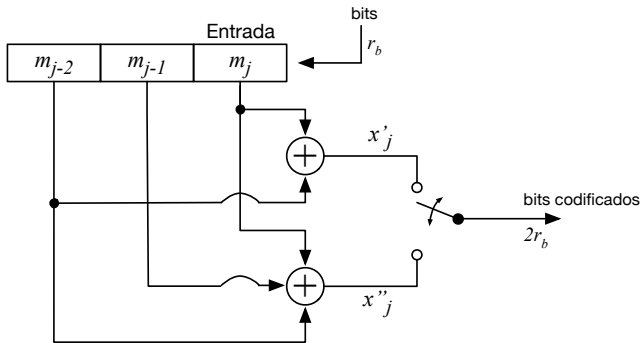 bits
Entrada
r_b
m_{j-2} m_{j-1} m_j
x'_j
bits codificados
2r_b
x''_j